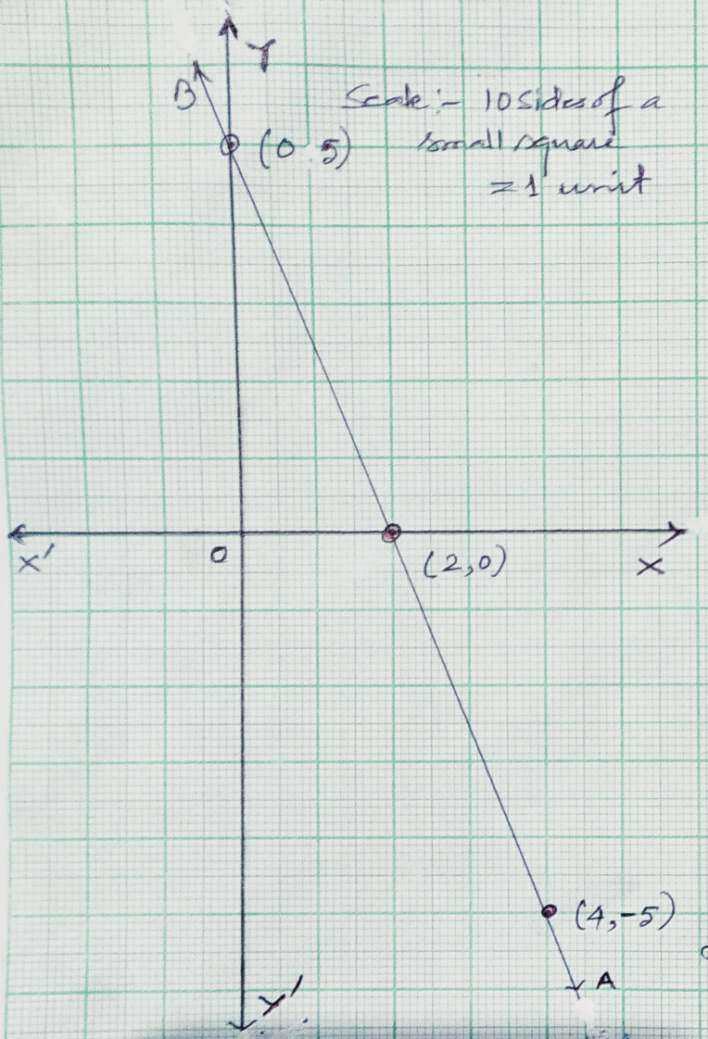 Y
B
Scale:- 10 sides of a
small square
= 1 unit
(0 5)
X'
O
(2,0)
X
(4,-5)
A
Y'